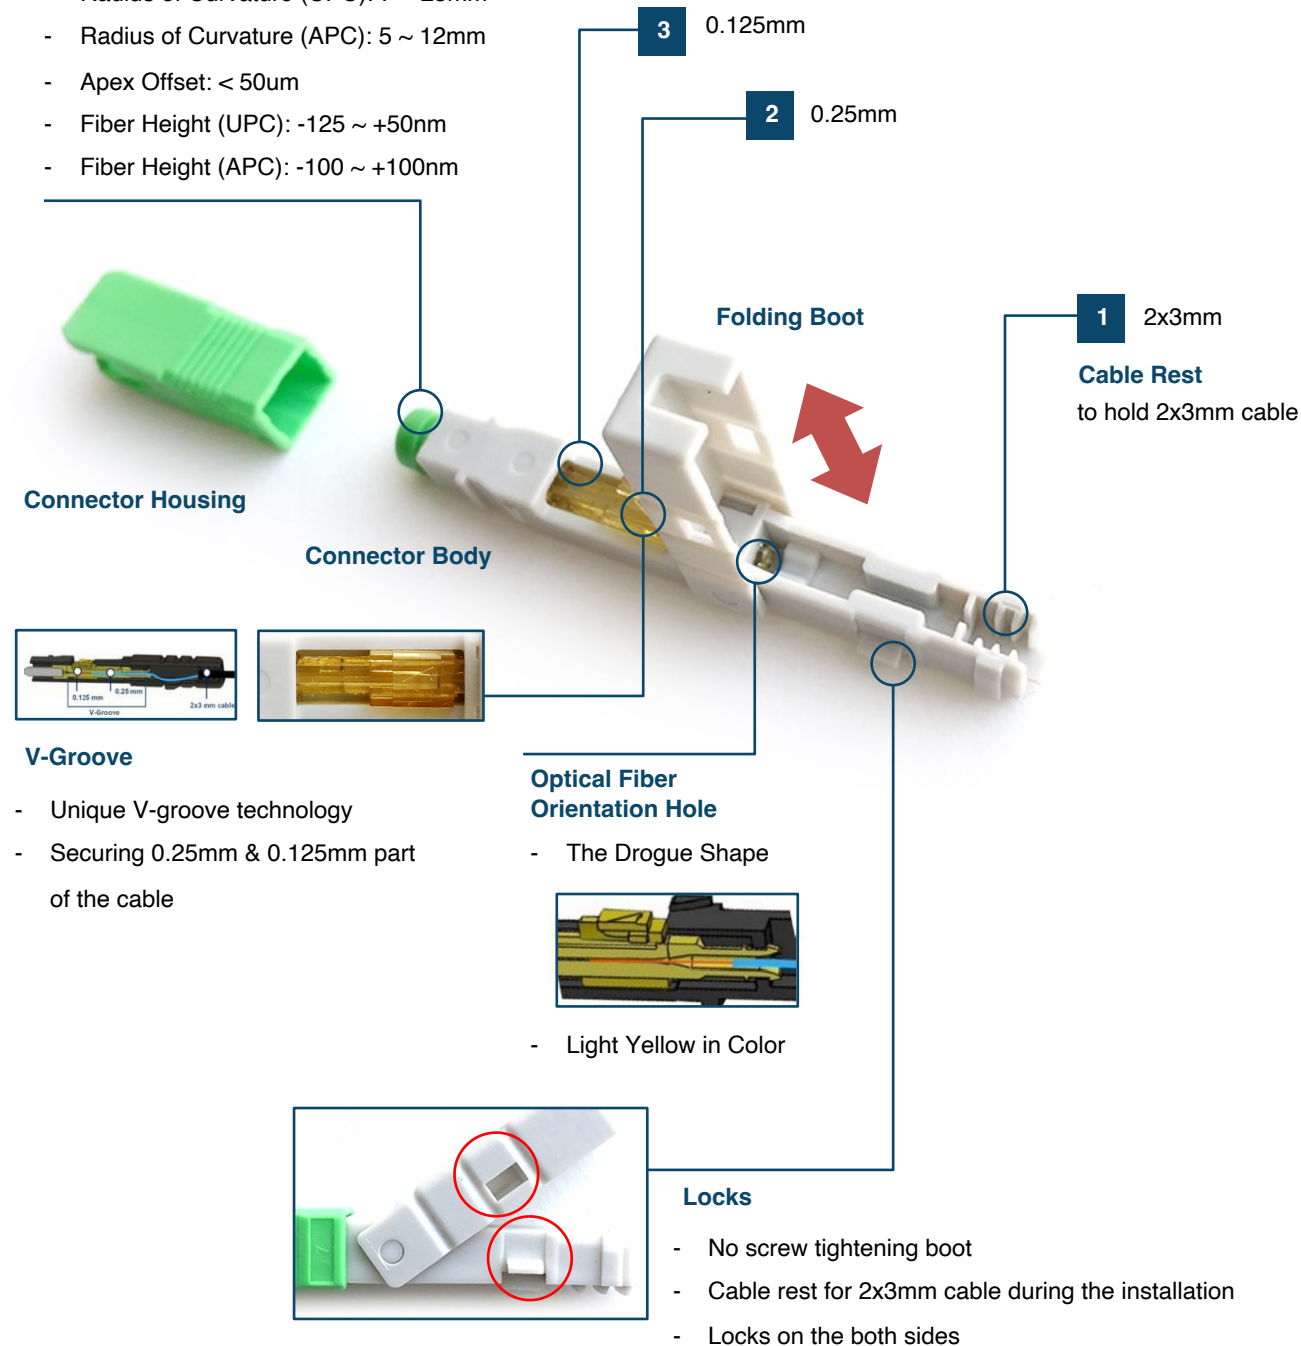 - Radius of Curvature (APC): 5 ~ 12mm
- Apex Offset: < 50um
- Fiber Height (UPC): -125 ~ +50nm
- Fiber Height (APC): -100 ~ +100nm
3 0.125mm
2 0.25mm
Folding Boot
1 2x3mm
Cable Rest
to hold 2x3mm cable
Connector Housing
Connector Body
0.125 mm
0.25 mm
2x3 mm cable
V-Groove
V-Groove
- Unique V-groove technology
- Securing 0.25mm & 0.125mm part
of the cable
Optical Fiber
Orientation Hole
- The Drogue Shape
- Light Yellow in Color
Locks
- No screw tightening boot
- Cable rest for 2x3mm cable during the installation
- Locks on the both sides